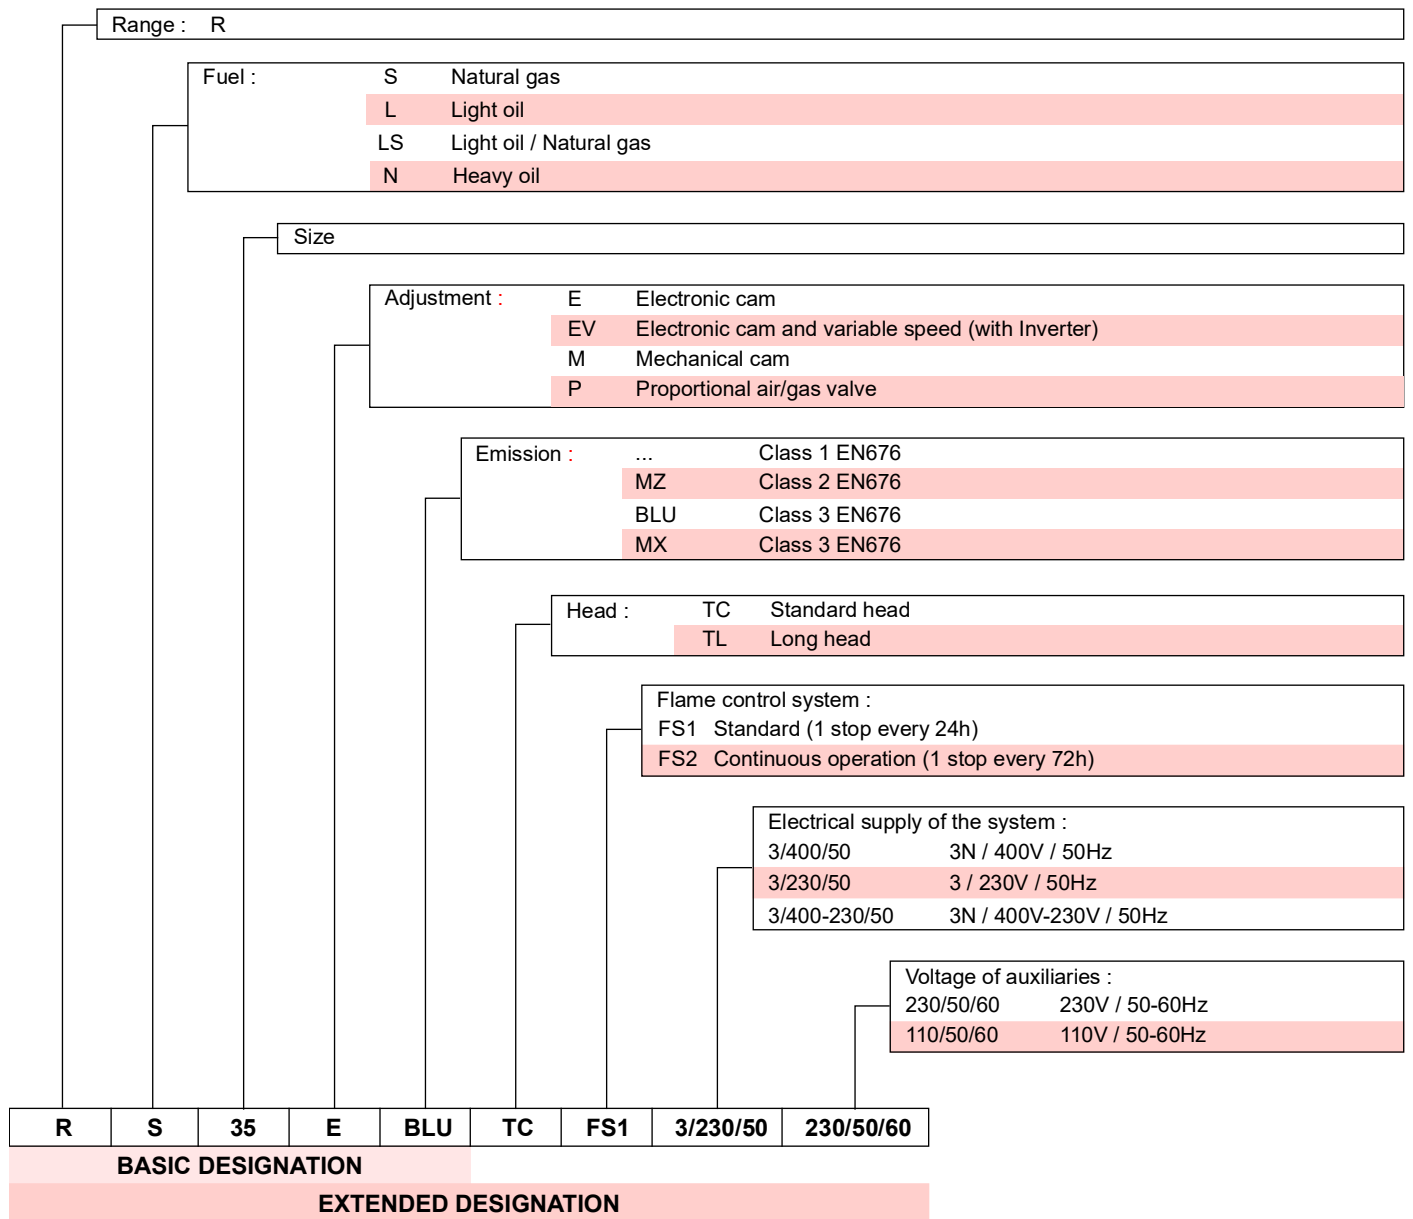 Range : R
Fuel : S Natural gas
L Light oil
LS Light oil / Natural gas
N Heavy oil
Size
Adjustment : E Electronic cam
EV Electronic cam and variable speed (with Inverter)
M Mechanical cam
P Proportional air/gas valve
Emission : ... Class 1 EN676
MZ Class 2 EN676
BLU Class 3 EN676
MX Class 3 EN676
Head : TC Standard head
TL Long head
Flame control system :
FS1 Standard (1 stop every 24h)
FS2 Continuous operation (1 stop every 72h)
Electrical supply of the system :
3/400/50 3N / 400V / 50Hz
3/230/50 3 / 230V / 50Hz
3/400-230/50 3N / 400V-230V / 50Hz
Voltage of auxiliaries :
230/50/60 230V / 50-60Hz
110/50/60 110V / 50-60Hz
R S 35 E BLU TC FS1 3/230/50 230/50/60
BASIC DESIGNATION
EXTENDED DESIGNATION